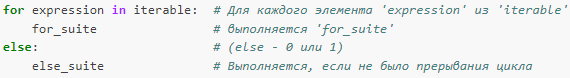 for expression in iterable:  # Для каждого элемента 'expression' из 'iterable'
    for_suite                # выполняется 'for_suite'
else:                        # (else - 0 или 1)
    else_suite               # Выполняется, если не было прерывания цикла